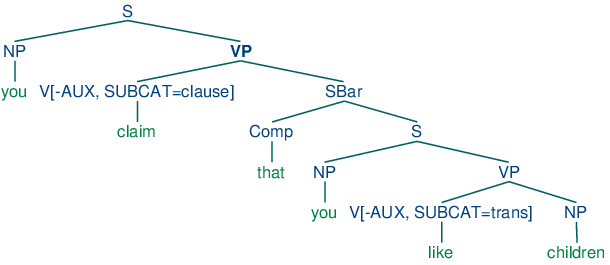 S
NP VP
you V[-AUX, SUBCAT=clause] SBar
claim Comp S
that NP VP
you V[-AUX, SUBCAT=trans] NP
like children